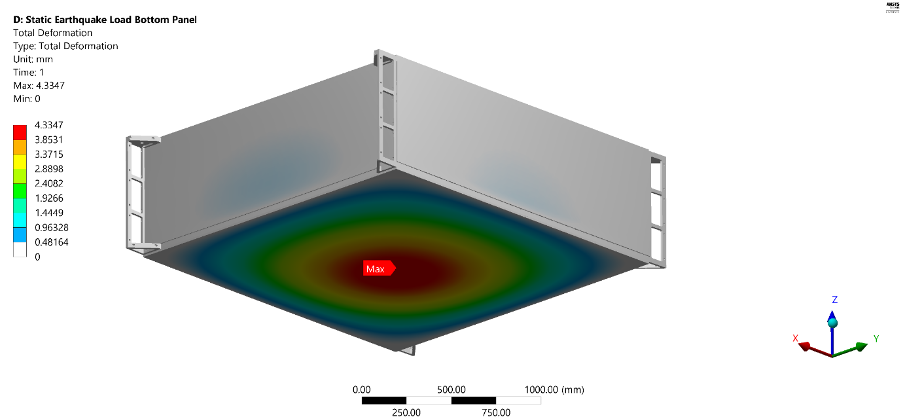 D: Static Earthquake Load Bottom Panel
Total Deformation
Type: Total Deformation
Unit: mm
Time: 1
Max: 4.3347
Min: 0
4.3347
3.8531
3.3715
2.8898
2.4082
1.9266
1.4449
0.96328
0.48164
0
Max
Z
X
Y
0.00 500.00 1000.00 (mm)
250.00 750.00